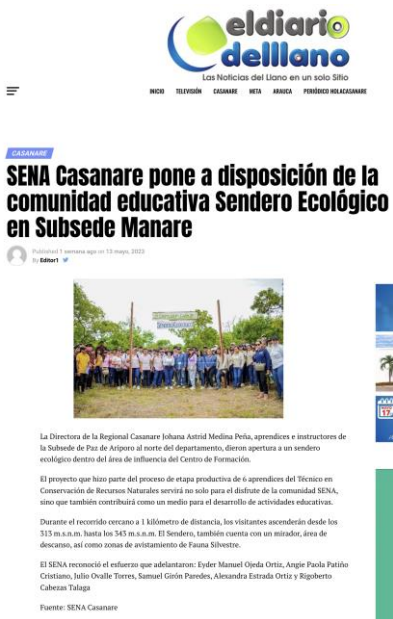 eldiario
delllano
Las Noticias del Llano en un solo Sitio
INICIO TELEVISIÓN CASANARE META ARAUCA PERIÓDICO HOLACASANARE
CASANARE
SENA Casanare pone a disposición de la
comunidad educativa Sendero Ecológico
en Subsede Manare
Published 1 semana ago on 13 mayo, 2022
By Editor1
La Directora de la Regional Casanare Johana Astrid Medina Peña, aprendices e instructores de
la Subsede de Paz de Ariporo al norte del departamento, dieron apertura a un sendero
ecológico dentro del área de influencia del Centro de Formación.
El proyecto que hizo parte del proceso de etapa productiva de 6 aprendices del Técnico en
Conservación de Recursos Naturales servirá no solo para el disfrute de la comunidad SENA,
sino que también contribuirá como un medio para el desarrollo de actividades educativas.
Durante el recorrido cercano a 1 kilómetro de distancia, los visitantes ascenderán desde los
313 m.s.n.m. hasta los 343 m.s.n.m. El Sendero, también cuenta con un mirador, área de
descanso, así como zonas de avistamiento de Fauna Silvestre.
El SENA reconoció el esfuerzo que adelantaron: Eyder Manuel Ojeda Ortiz, Angie Paola Patiño
Cristiano, Julio Ovalle Torres, Samuel Girón Paredes, Alexandra Estrada Ortiz y Rigoberto
Cabezas Talaga
Fuente: SENA Casanare